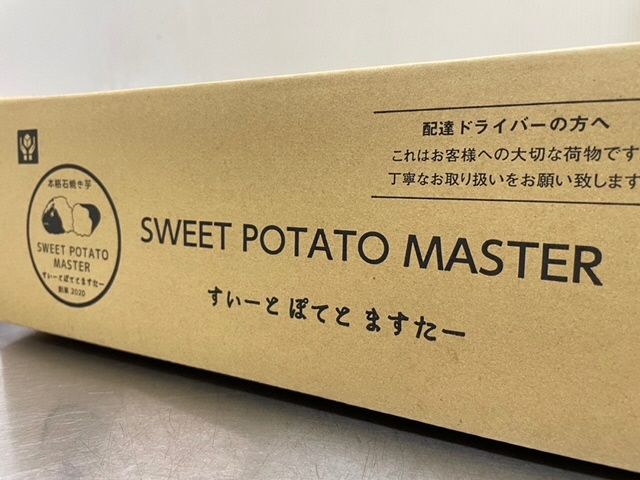 本格石焼き芋
SWEET POTATO
MASTER
すいーとぽてとますたー
創業 2020
配達ドライバーの方へ
これはお客様への大切な荷物です
丁寧なお取り扱いをお願い致します
SWEET POTATO MASTER
すいーと ぽてと ますたー